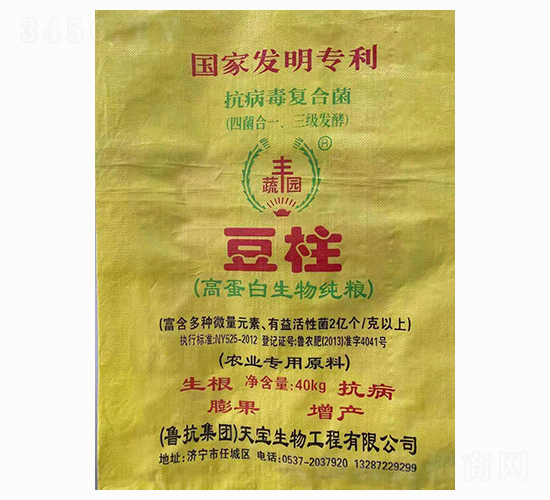 国家发明专利
抗病毒复合菌
(四菌合一、三级发酵)
®
丰
蔬园
豆柱
(高蛋白生物纯粮)
(富含多种微量元素、有益活性菌2亿个/克以上)
执行标准:NY525-2012 登记证号:鲁农肥(2013)准字4041号
(农业专用原料)
生根 净含量:40kg 抗病
膨果 增产
(鲁抗集团)天宝生物工程有限公司
地址:济宁市任城区 电话:0537-2037920 13287229299